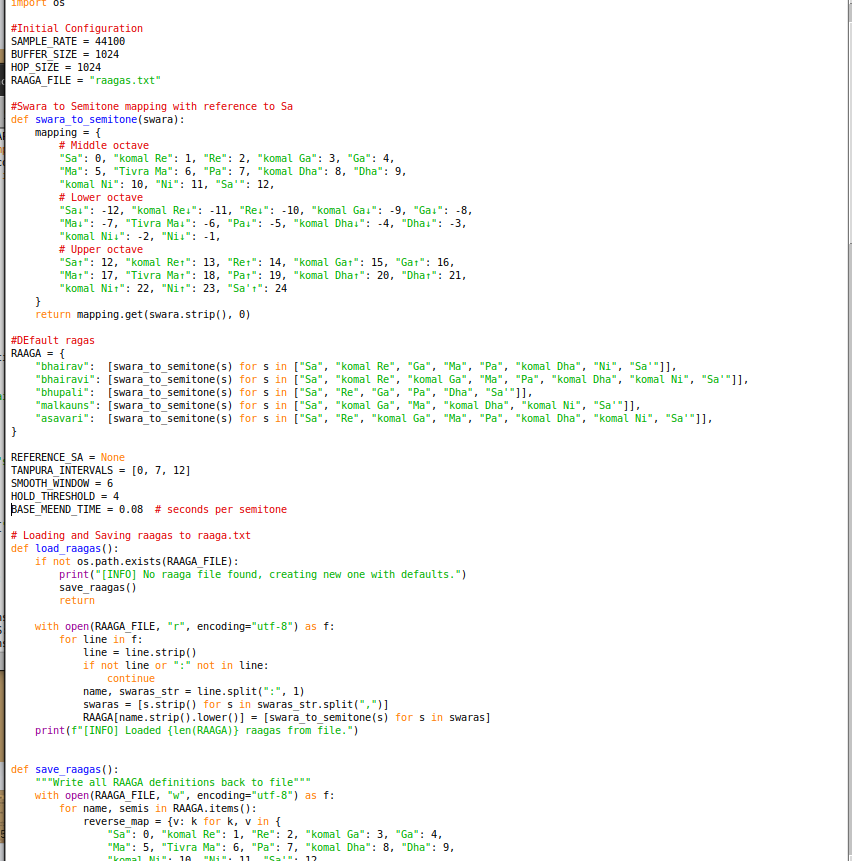 import os

#Initial Configuration
SAMPLE_RATE = 44100
BUFFER_SIZE = 1024
HOP_SIZE = 1024
RAAGA_FILE = "raagas.txt"

#Swara to Semitone mapping with reference to Sa
def swara_to_semitone(swara):
    mapping = {
        # Middle octave
        "Sa": 0, "komal Re": 1, "Re": 2, "komal Ga": 3, "Ga": 4,
        "Ma": 5, "Tivra Ma": 6, "Pa": 7, "komal Dha": 8, "Dha": 9,
        "komal Ni": 10, "Ni": 11, "Sa'": 12,
        # Lower octave
        "Sa↓": -12, "komal Re↓": -11, "Re↓": -10, "komal Ga↓": -9, "Ga↓": -8,
        "Ma↓": -7, "Tivra Ma↓": -6, "Pa↓": -5, "komal Dha↓": -4, "Dha↓": -3,
        "komal Ni↓": -2, "Ni↓": -1,
        # Upper octave
        "Sa↑": 12, "komal Re↑": 13, "Re↑": 14, "komal Ga↑": 15, "Ga↑": 16,
        "Ma↑": 17, "Tivra Ma↑": 18, "Pa↑": 19, "komal Dha↑": 20, "Dha↑": 21,
        "komal Ni↑": 22, "Ni↑": 23, "Sa'↑": 24
    }
    return mapping.get(swara.strip(), 0)

#DEfault ragas
RAAGA = {
    "bhairav":  [swara_to_semitone(s) for s in ["Sa", "komal Re", "Ga", "Ma", "Pa", "komal Dha", "Ni", "Sa'"]],
    "bhairavi": [swara_to_semitone(s) for s in ["Sa", "komal Re", "komal Ga", "Ma", "Pa", "komal Dha", "komal Ni", "Sa'"]],
    "bhupali":  [swara_to_semitone(s) for s in ["Sa", "Re", "Ga", "Pa", "Dha", "Sa'"]],
    "malkauns": [swara_to_semitone(s) for s in ["Sa", "komal Ga", "Ma", "komal Dha", "komal Ni", "Sa'"]],
    "asavari":  [swara_to_semitone(s) for s in ["Sa", "Re", "komal Ga", "Ma", "Pa", "komal Dha", "komal Ni", "Sa'"]],
}

REFERENCE_SA = None
TANPURA_INTERVALS = [0, 7, 12]
SMOOTH_WINDOW = 6
HOLD_THRESHOLD = 4
BASE_MEEND_TIME = 0.08  # seconds per semitone

# Loading and Saving raagas to raaga.txt
def load_raagas():
    if not os.path.exists(RAAGA_FILE):
        print("[INFO] No raaga file found, creating new one with defaults.")
        save_raagas()
        return

    with open(RAAGA_FILE, "r", encoding="utf-8") as f:
        for line in f:
            line = line.strip()
            if not line or ":" not in line:
                continue
            name, swaras_str = line.split(":", 1)
            swaras = [s.strip() for s in swaras_str.split(",")]
            RAAGA[name.strip().lower()] = [swara_to_semitone(s) for s in swaras]
    print(f"[INFO] Loaded {len(RAAGA)} raagas from file.")


def save_raagas():
    """Write all RAAGA definitions back to file"""
    with open(RAAGA_FILE, "w", encoding="utf-8") as f:
        for name, semis in RAAGA.items():
            reverse_map = {v: k for k, v in {
                "Sa": 0, "komal Re": 1, "Re": 2, "komal Ga": 3, "Ga": 4,
                "Ma": 5, "Tivra Ma": 6, "Pa": 7, "komal Dha": 8, "Dha": 9,
                "komal Ni": 10, "Ni": 11, "Sa'": 12